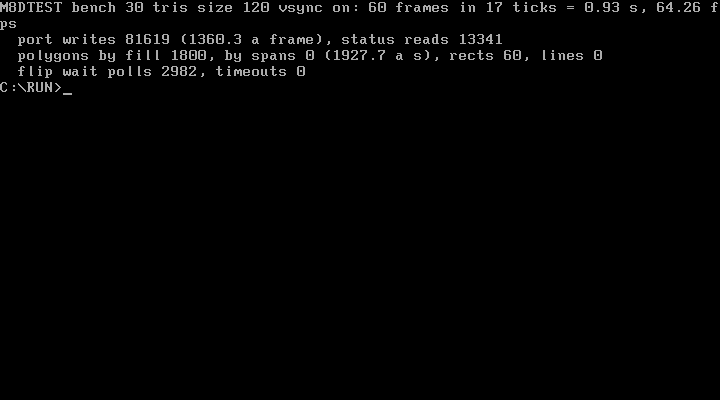 M8DTEST bench 30 tris size 120 vsync on: 60 frames in 17 ticks = 0.93 s, 64.26 f
ps
  port writes 81619 (1360.3 a frame), status reads 13341
  polygons by fill 1800, by spans 0 (1927.7 a s), rects 60, lines 0
  flip wait polls 2982, timeouts 0
C:\RUN>_